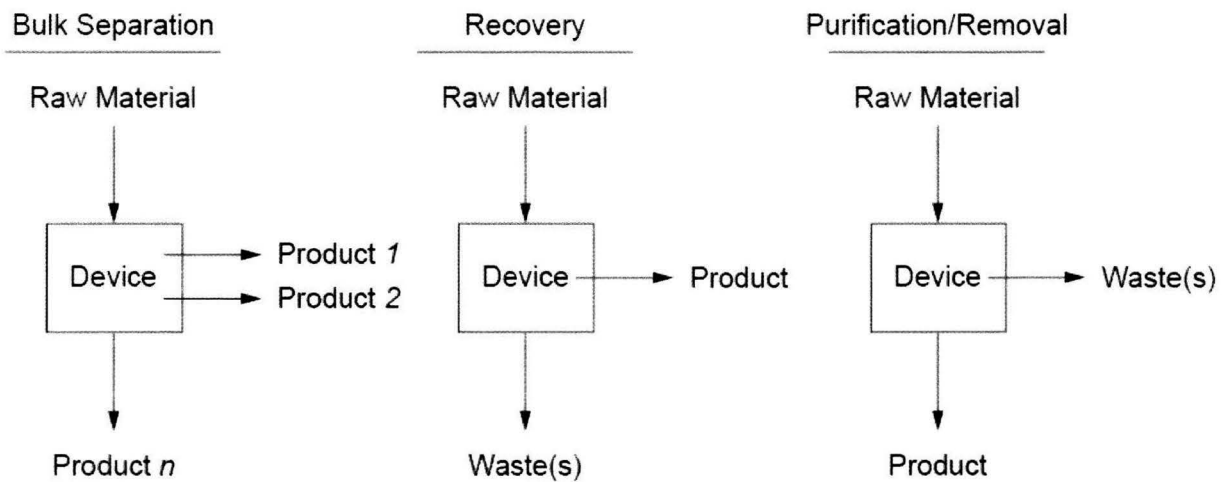 Bulk Separation
Raw Material
Device
Product 1
Product 2
Product n
Recovery
Raw Material
Device
Product
Waste(s)
Purification/Removal
Raw Material
Device
Waste(s)
Product